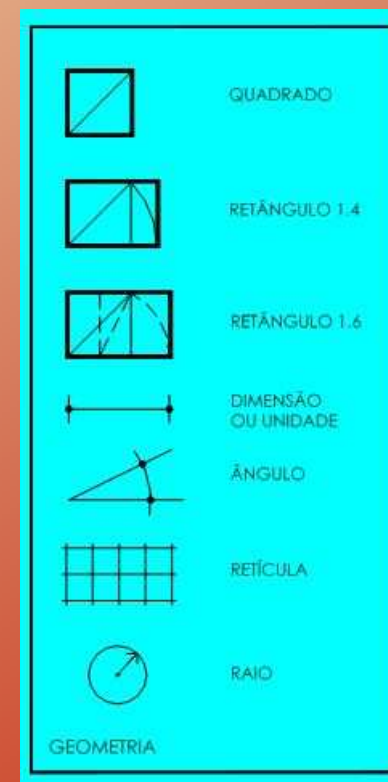 QUADRADO
RETÂNGULO 1.4
RETÂNGULO 1.6
DIMENSÃO
OU UNIDADE
ÂNGULO
RETÍCULA
RAIO
GEOMETRIA